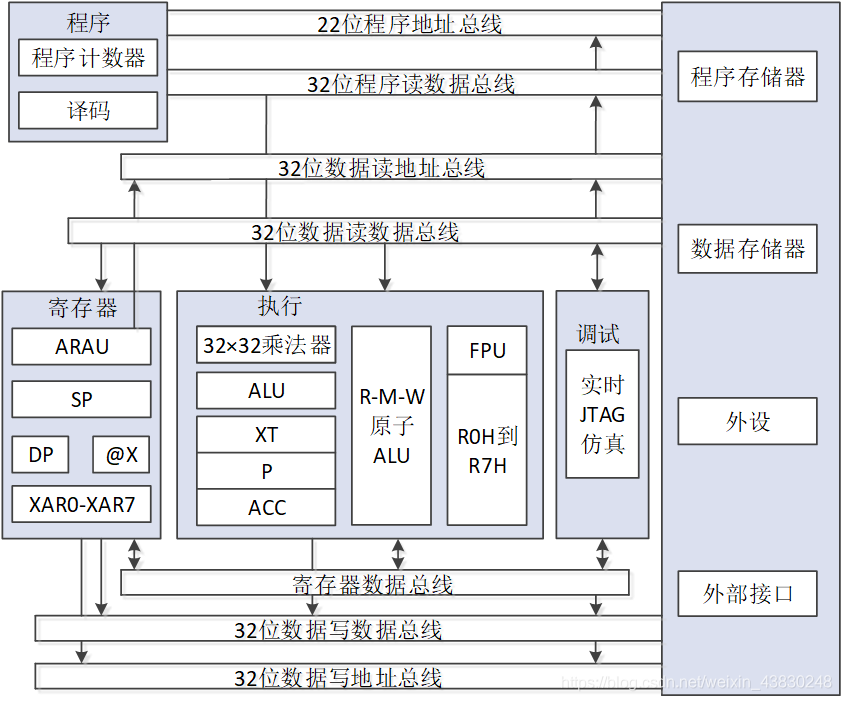 程序
程序计数器
译码
22位程序地址总线
32位程序读数据总线
32位数据读地址总线
32位数据读数据总线
程序存储器
数据存储器
外设
外部接口
寄存器
ARAU
SP
DP
@X
XAR0-XAR7
执行
32×32乘法器
ALU
XT
P
ACC
R-M-W
原子
ALU
FPU
R0H到
R7H
调试
实时
JTAG
仿真
寄存器数据总线
32位数据写数据总线
32位数据写地址总线
https://blog.csdn.net/weixin_43830248